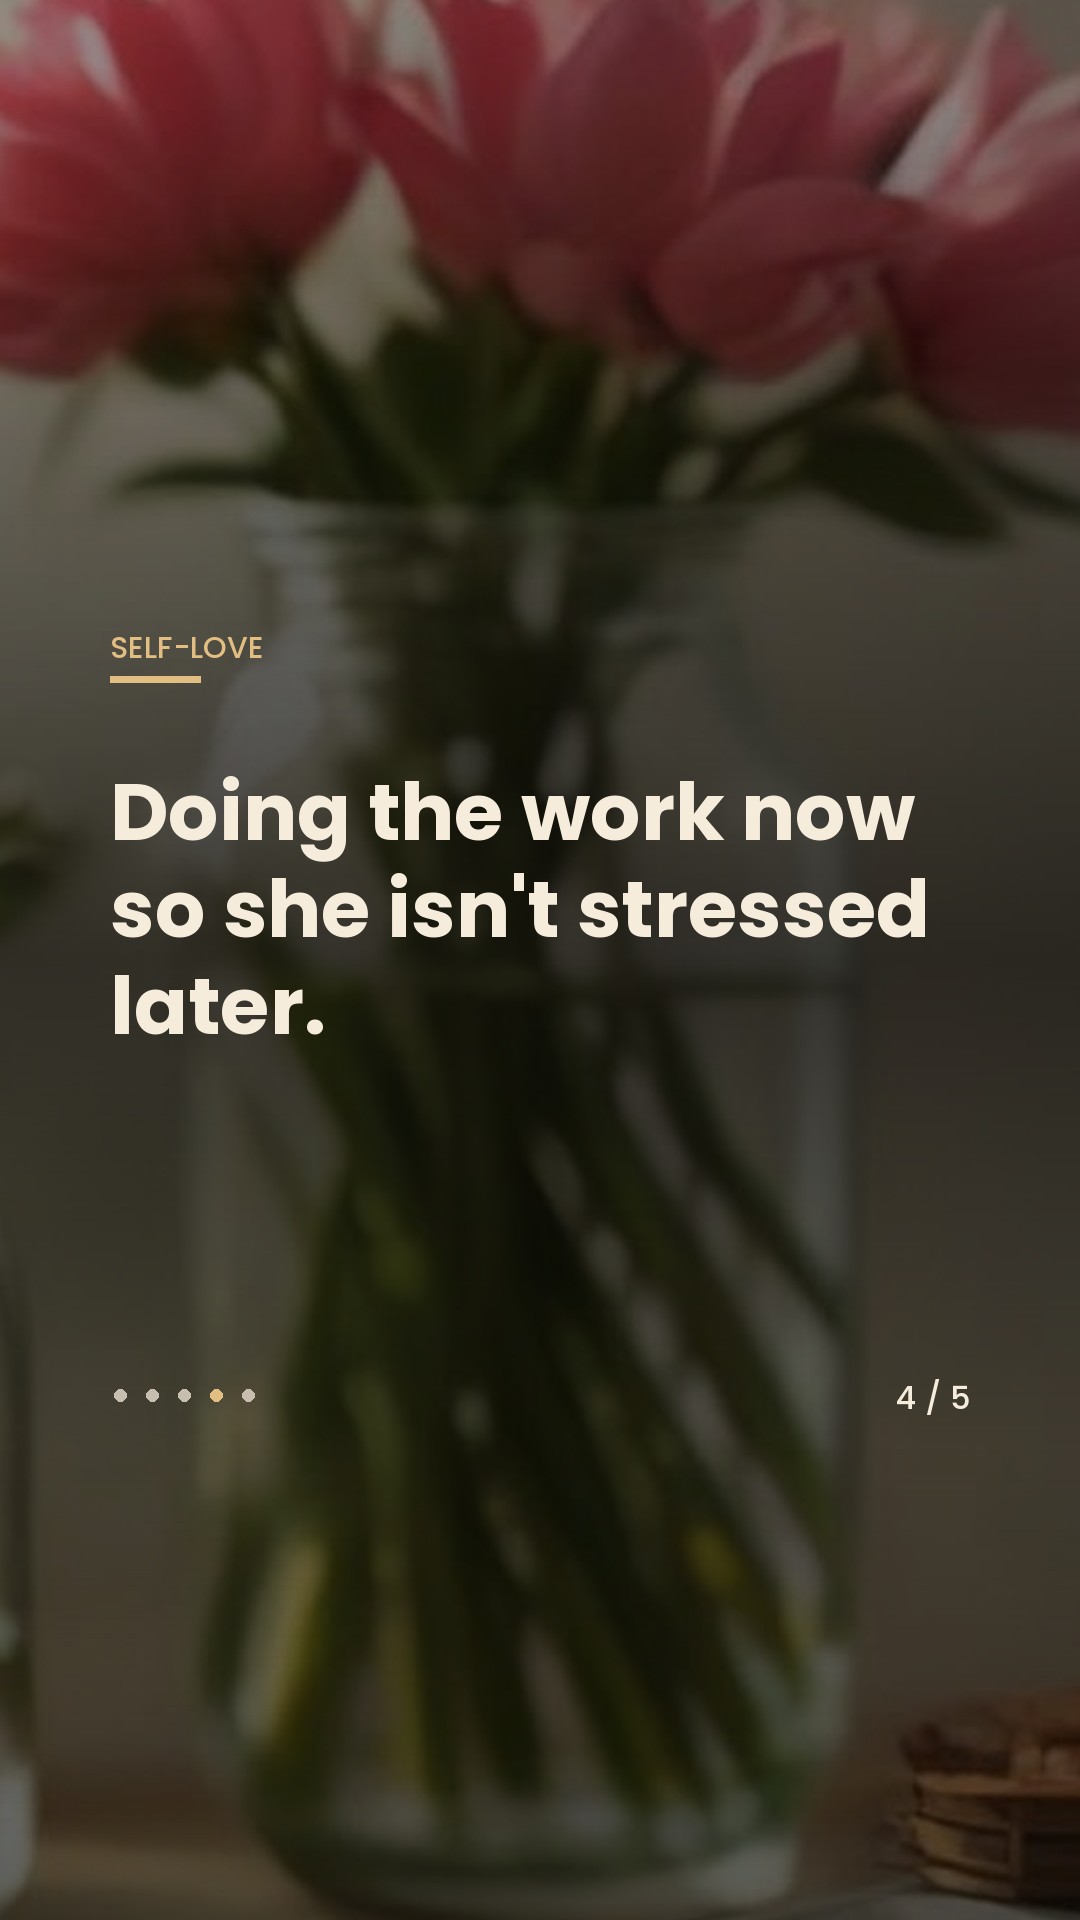 SELF-LOVE
Doing the work now
so she isn't stressed
later.
4 / 5